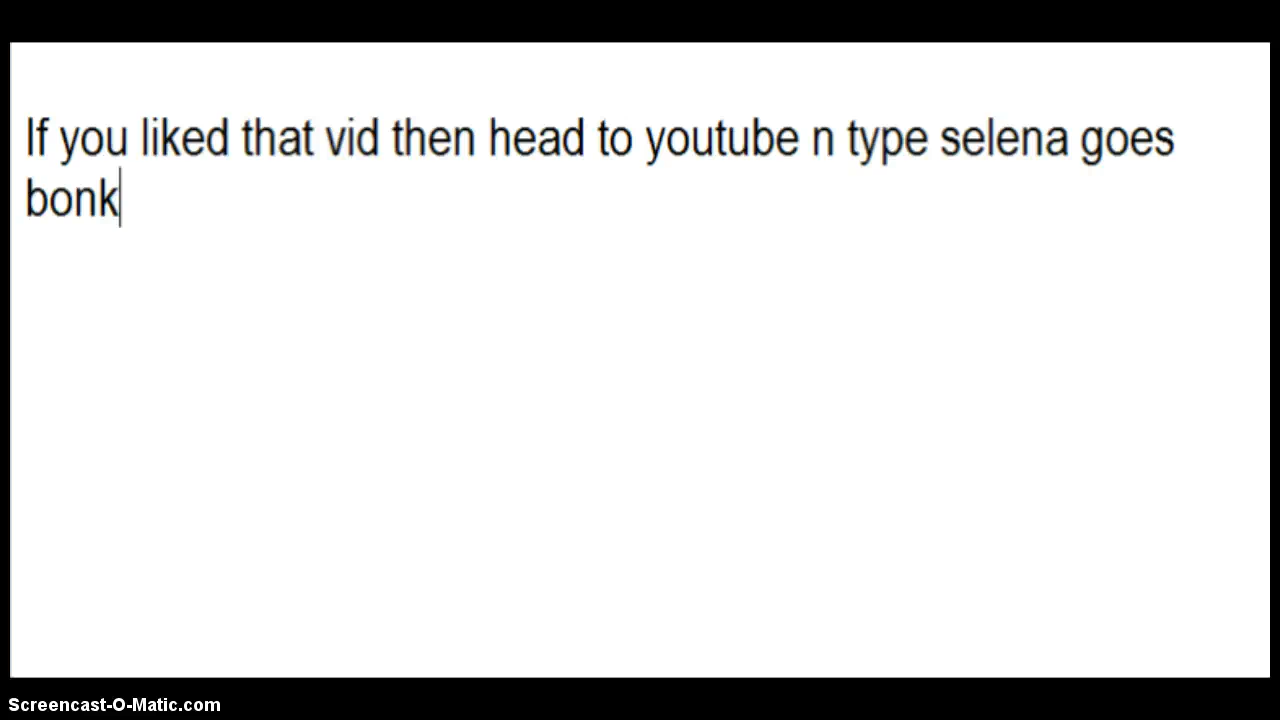 If you liked that vid then head to youtube n type selena goes
bonk
Screencast-O-Matic.com